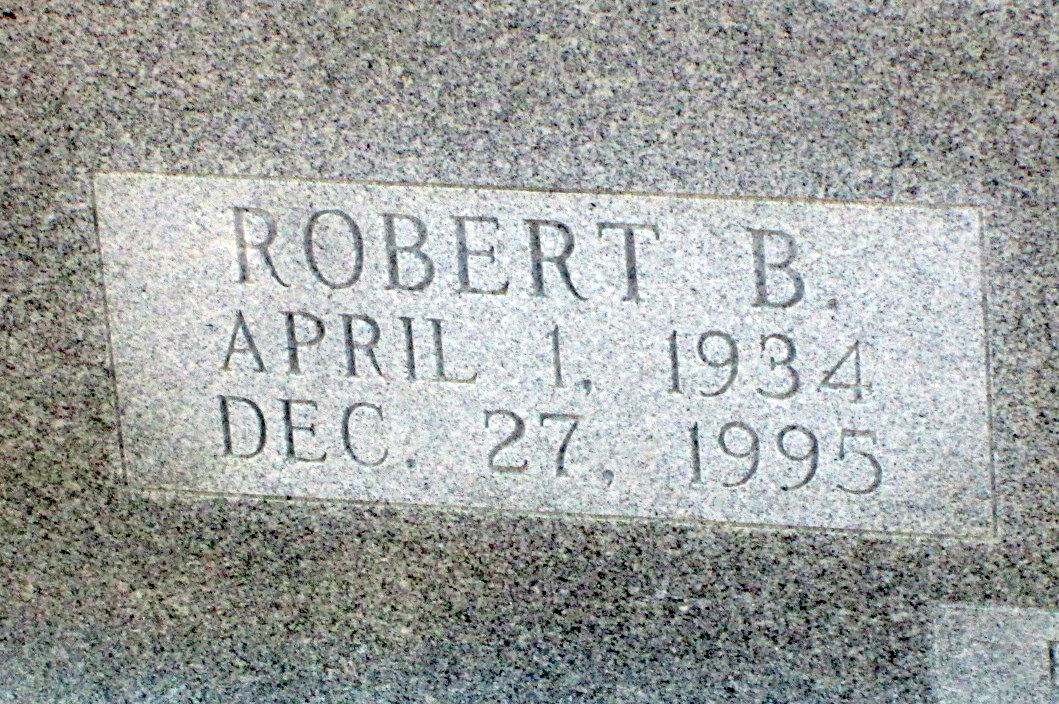 ROBERT B.
APRIL 1, 1934
DEC. 27, 1995